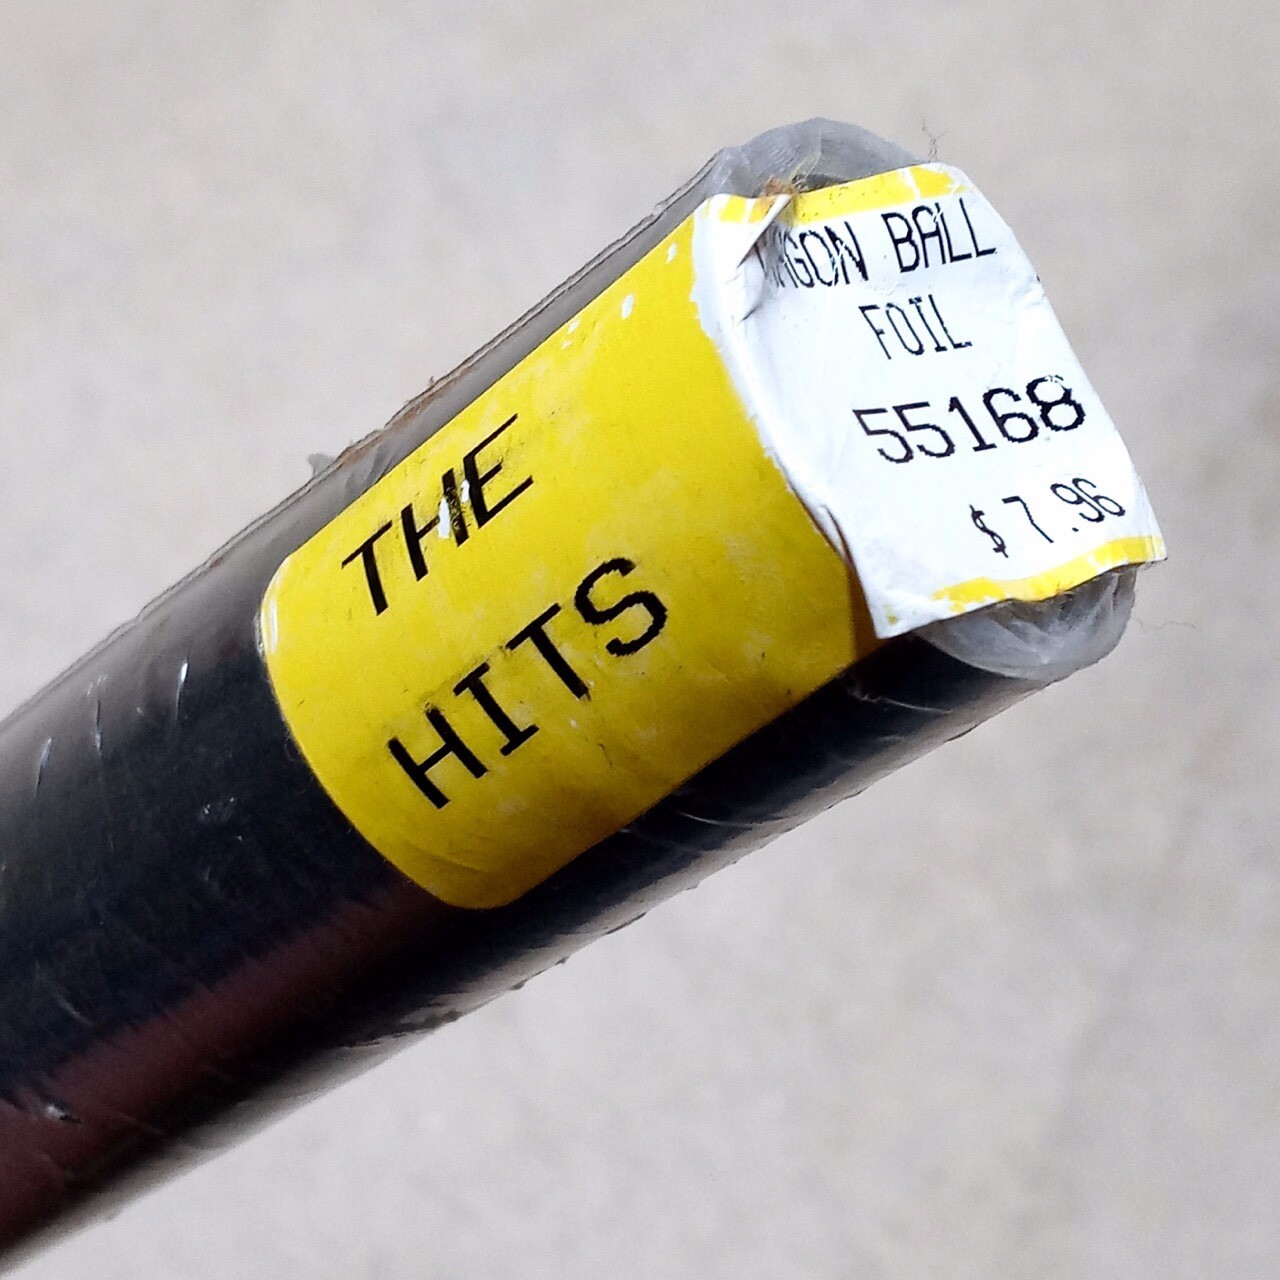 THE
HITS
AGON BALL
FOIL
55168
$ 7.96